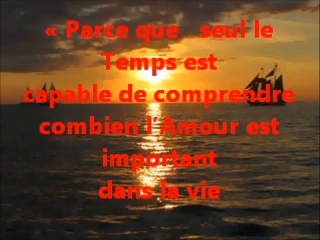 « Parce que seul le
Temps est
capable de comprendre
combien l'Amour est
important
dans la vie